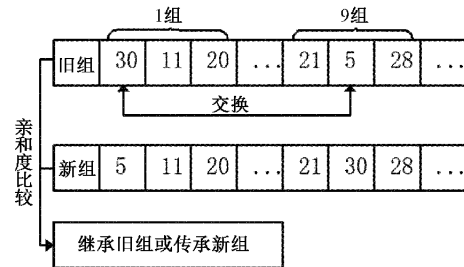 1组 9组
旧组 30 11 20 ... 21 5 28 ...
交换
亲和度比较
新组 5 11 20 ... 21 30 28 ...
继承旧组或传承新组